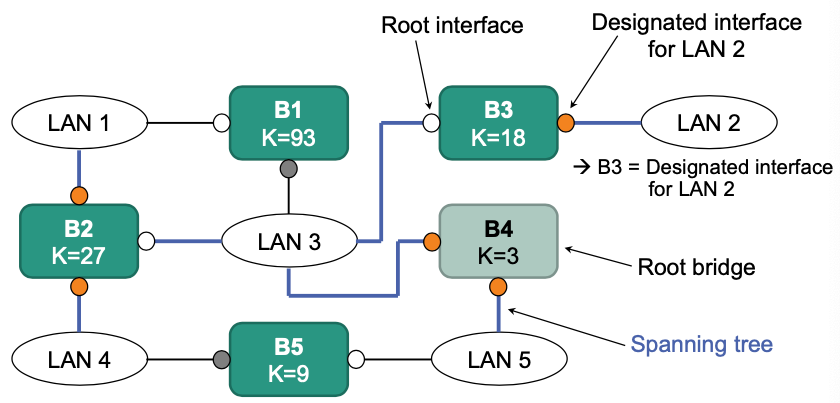 Root interface
Designated interface
for LAN 2
LAN 1
B1
K=93
B3
K=18
LAN 2
→ B3 = Designated interface
for LAN 2
B2
K=27
LAN 3
B4
K=3
Root bridge
LAN 4
B5
K=9
LAN 5
Spanning tree